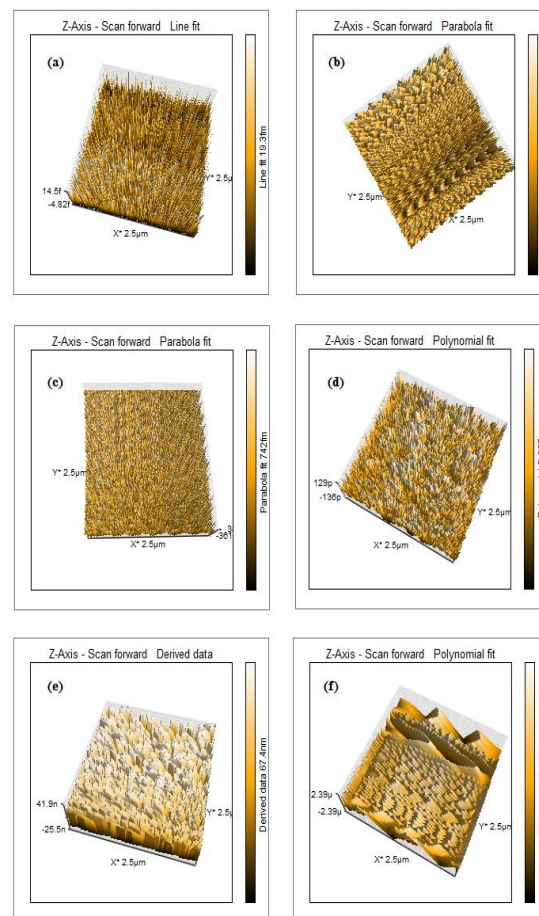 Z-Axis - Scan forward Line fit
(a)
14.5f
-4.82f
X* 2.5µm
Y* 2.5µ
Line fit 19.3fm
Z-Axis - Scan forward Parabola fit
(b)
Y* 2.5µm
X* 2.5µm
Z-Axis - Scan forward Parabola fit
(c)
Y* 2.5µm
X* 2.5µm
3
-361
Parabola fit 742fm
Z-Axis - Scan forward Polynomial fit
(d)
129p
-136p
X* 2.5µm
Y* 2.5µm
Z-Axis - Scan forward Derived data
(e)
41.9n
-25.5n
X* 2.5µm
Y* 2.5µ
Derived data 67.4nm
Z-Axis - Scan forward Polynomial fit
(f)
2.39µ
-2.39µ
X* 2.5µm
Y* 2.5µm